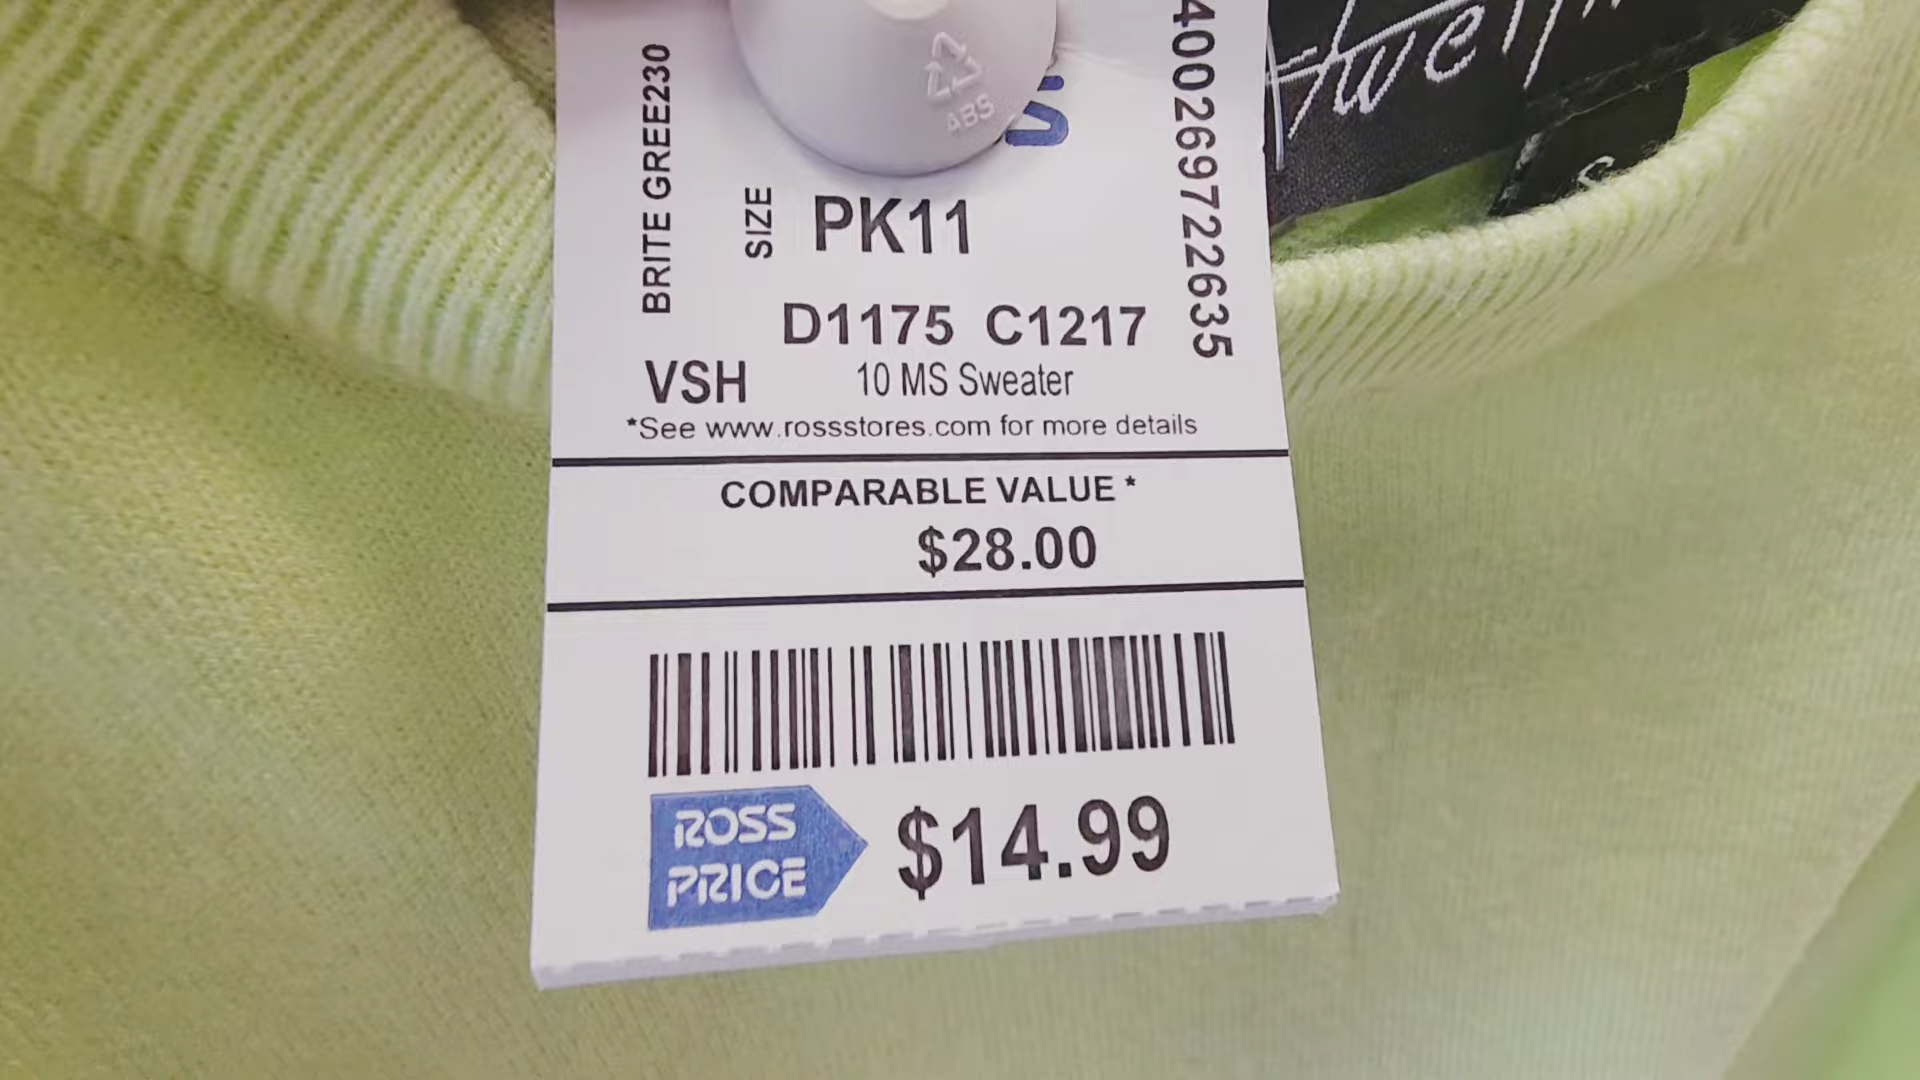 BRITE GREE230
ABS
SIZE
PK11
400269722635
D1175 C1217
VSH
10 MS Sweater
*See www.rossstores.com for more details
COMPARABLE VALUE *
$28.00
ROSS
PRICE
$14.99